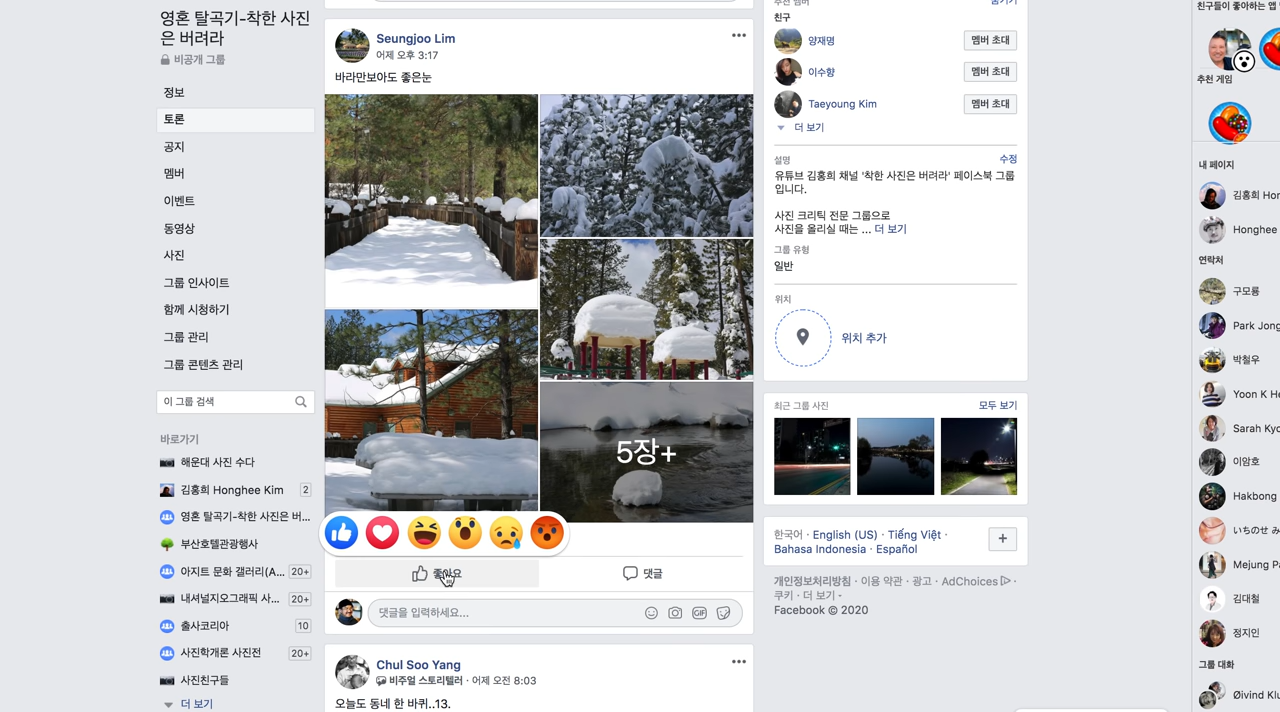 영혼 탈곡기-착한 사진
은 버려라
비공개 그룹
정보
토론
공지
멤버
이벤트
동영상
사진
그룹 인사이트
함께 시청하기
그룹 관리
그룹 콘텐츠 관리
이 그룹 검색
바로가기
해운대 사진 수다
김홍희 Honghee Kim 2
영혼 탈곡기-착한 사진은 버...
부산호텔관광행사
아지트 문화 갤러리(A... 20+
내셔널지오그래픽 사... 20+
출사코리아 10
사진학개론 사진전 20+
사진친구들
더 보기
Seungjoo Lim
어제 오후 3:17
바라만보아도 좋은눈
5장+
좋아요
댓글
댓글을 입력하세요...
GIF
Chul Soo Yang
비주얼 스토리텔러 · 어제 오전 8:03
오늘도 동네 한 바퀴..13.
친구
양재명 멤버 초대
이수향 멤버 초대
Taeyoung Kim 멤버 초대
더 보기
설명 수정
유튜브 김홍희 채널 '착한 사진은 버려라' 페이스북 그룹
입니다.
사진 크리틱 전문 그룹으로
사진을 올리실 때는 ... 더 보기
그룹 유형
일반
위치
위치 추가
최근 그룹 사진 모두 보기
한국어 · English (US) · Tiếng Việt ·
Bahasa Indonesia · Español
+
개인정보처리방침 · 이용 약관 · 광고 · AdChoices ·
쿠키 · 더 보기
Facebook © 2020
친구들이 좋아하는 앱
추천 게임
내 페이지
김홍희 Hon
Honghee
연락처
구모룡
Park Jong
박철우
Yoon K He
Sarah Kyo
이암호
Hakbong
いちのせ み
Mejung Pa
김대철
정지인
그룹 대화
Øivind Klu